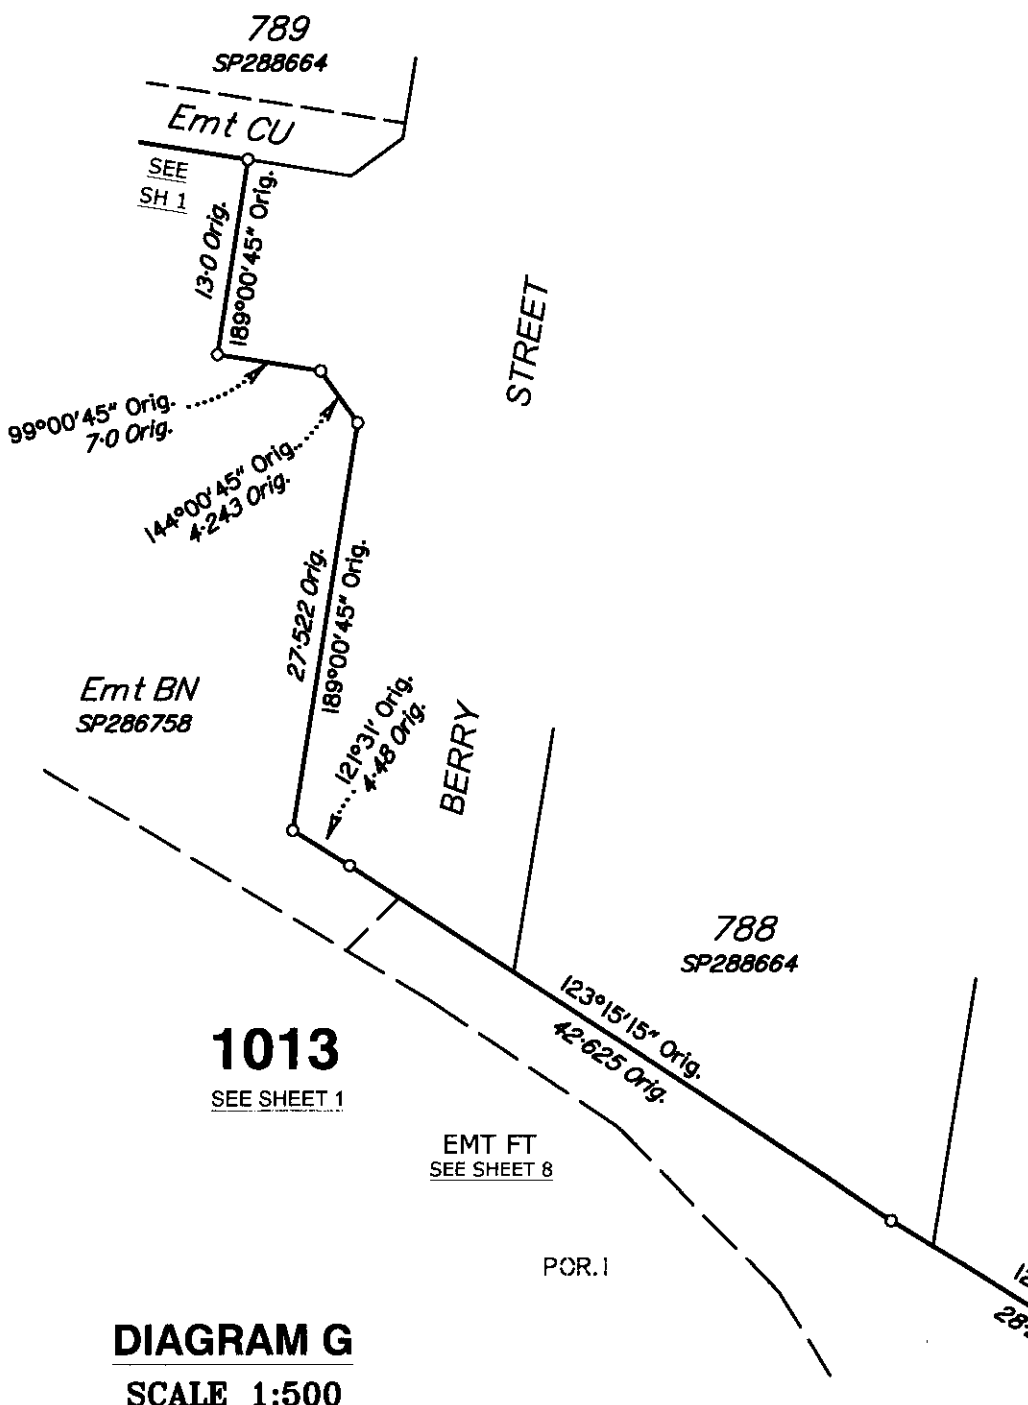 789
SP288664
Emt CU
SEE
SH 1
13·0 Orig.
189°00'45" Orig.
STREET
99°00'45" Orig.
7·0 Orig.
144°00'45" Orig.
4·243 Orig.
27·522 Orig.
189°00'45" Orig.
Emt BN
SP286758
121°31' Orig.
4·48 Orig.
BERRY
788
SP288664
123°15'15" Orig.
42·625 Orig.
1013
SEE SHEET 1
EMT FT
SEE SHEET 8
POR.1
12
28·
DIAGRAM G
SCALE 1:500